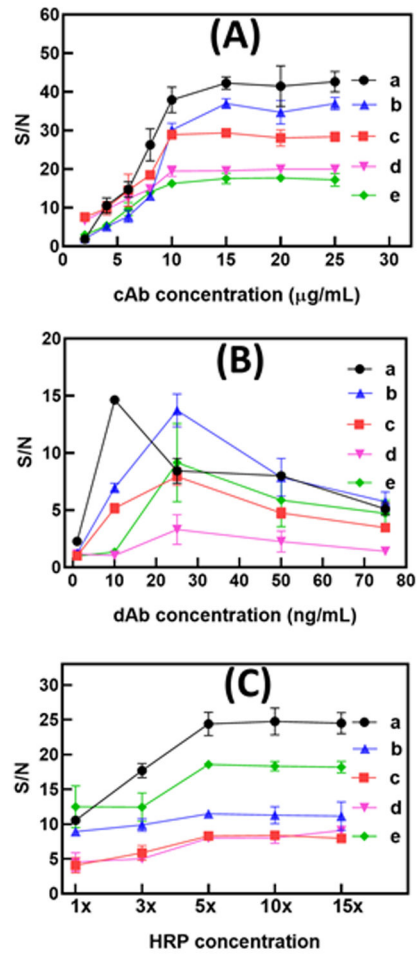 (A)
S/N
50
40
30
20
10
0
0 5 10 15 20 25 30
cAb concentration (μg/mL)
a
b
c
d
e
(B)
S/N
20
15
10
5
0
0 10 20 30 40 50 60 70 80
dAb concentration (ng/mL)
a
b
c
d
e
(C)
S/N
30
25
20
15
10
5
0
1x 3x 5x 10x 15x
HRP concentration
a
b
c
d
e